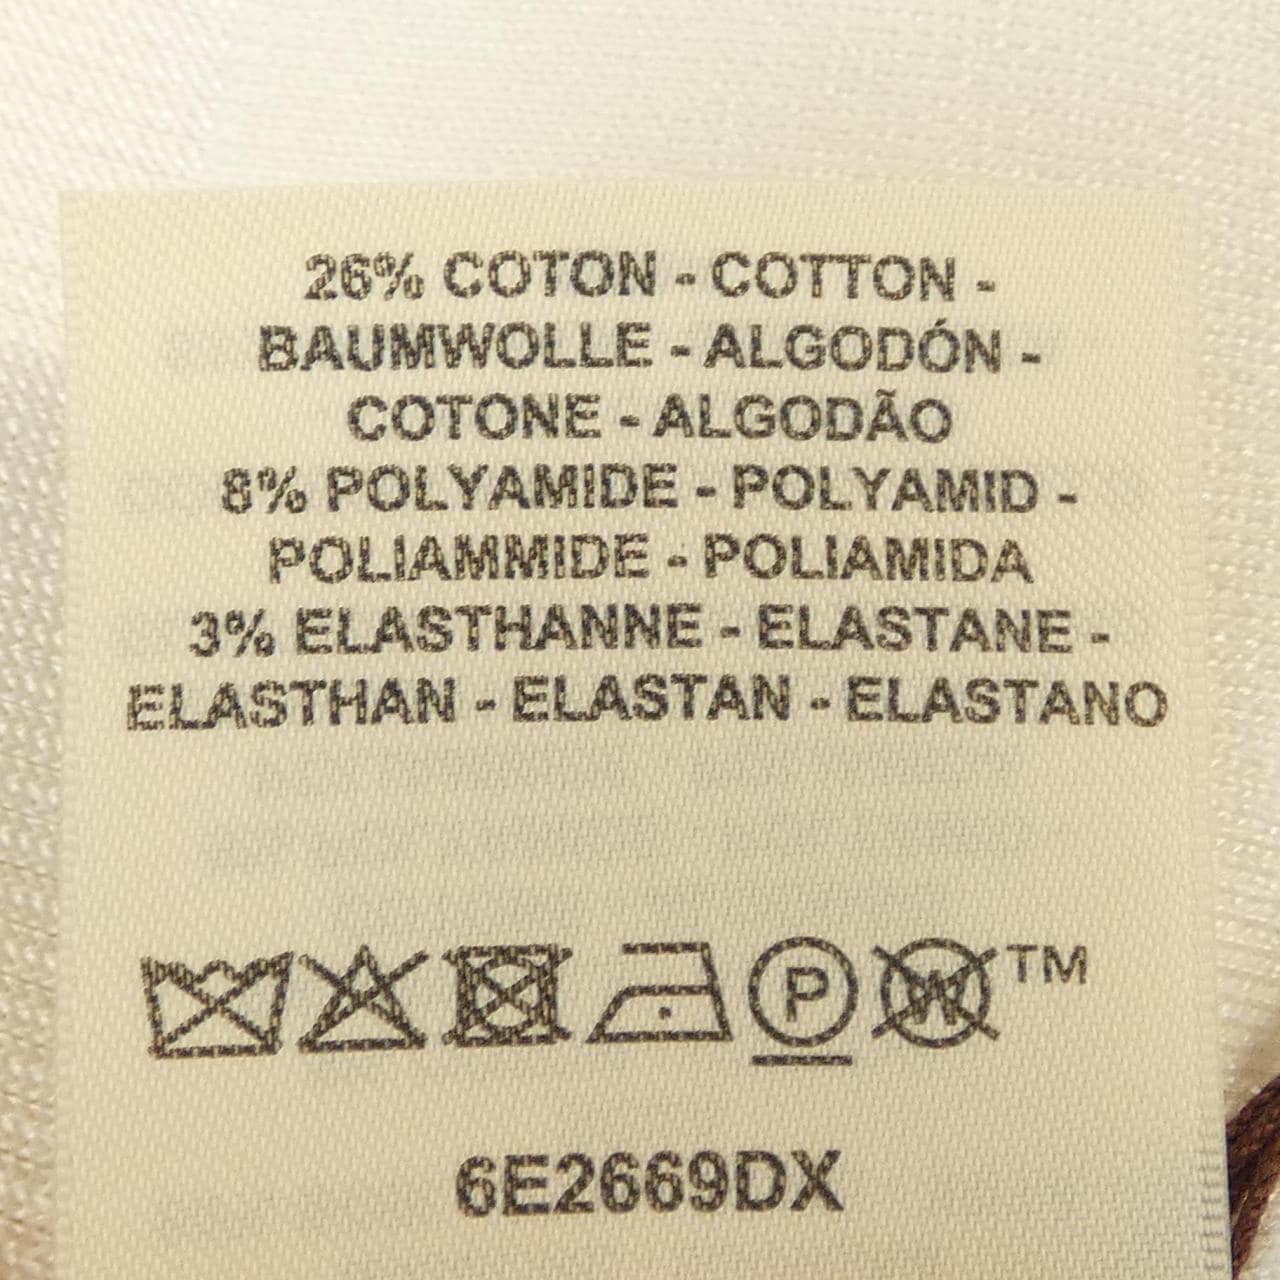 26% COTON - COTTON -
BAUMWOLLE - ALGODÓN -
COTONE - ALGODÃO
8% POLYAMIDE - POLYAMID -
POLIAMMIDE - POLIAMIDA
3% ELASTHANNE - ELASTANE -
ELASTHAN - ELASTAN - ELASTANO
P W TM
6E2669DX